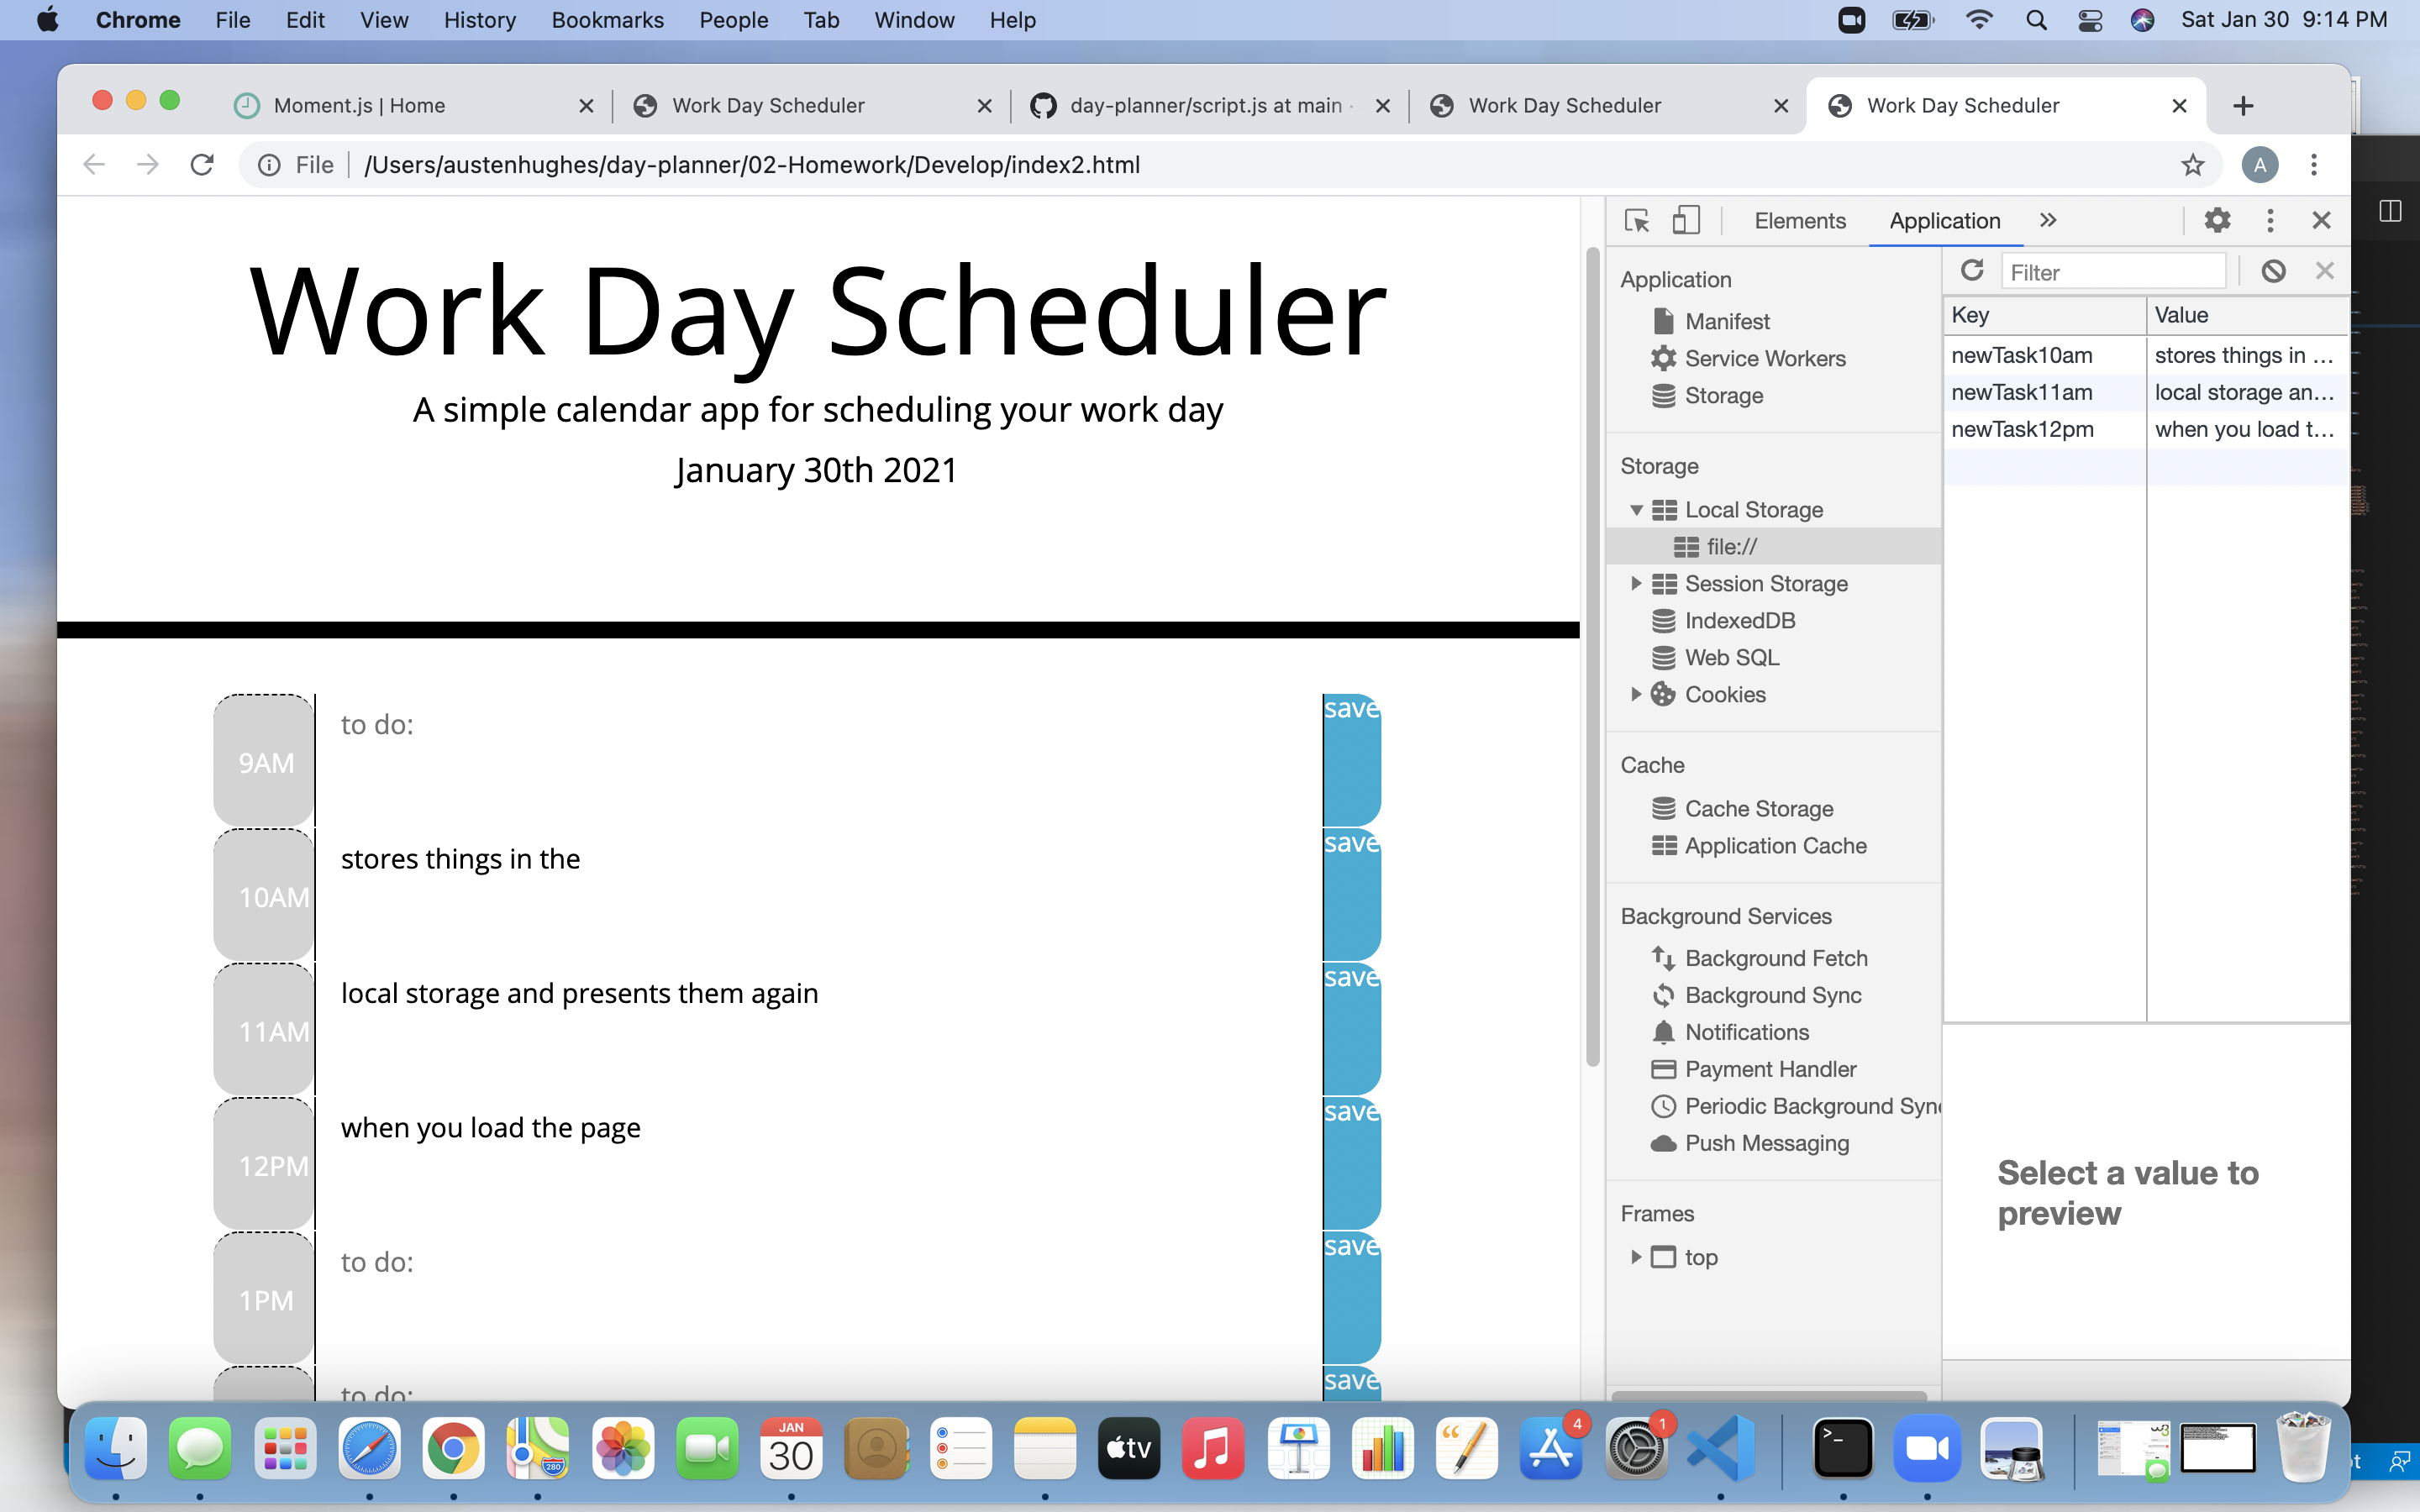 Chrome File Edit View History Bookmarks People Tab Window Help Sat Jan 30 9:14 PM
Moment.js | Home Work Day Scheduler day-planner/script.js at main · Work Day Scheduler Work Day Scheduler
File /Users/austenhughes/day-planner/02-Homework/Develop/index2.html A
Work Day Scheduler
A simple calendar app for scheduling your work day
January 30th 2021
9AM to do: save
10AM stores things in the save
11AM local storage and presents them again save
12PM when you load the page save
1PM to do: save
to do: save
Elements Application
Application
Manifest
Service Workers
Storage
Storage
Local Storage
file://
Session Storage
IndexedDB
Web SQL
Cookies
Cache
Cache Storage
Application Cache
Background Services
Background Fetch
Background Sync
Notifications
Payment Handler
Periodic Background Sync
Push Messaging
Frames
top
Filter
Key Value
newTask10am stores things in ...
newTask11am local storage an...
newTask12pm when you load t...
Select a value to
preview
280
JAN
30
tv
4
1
>_